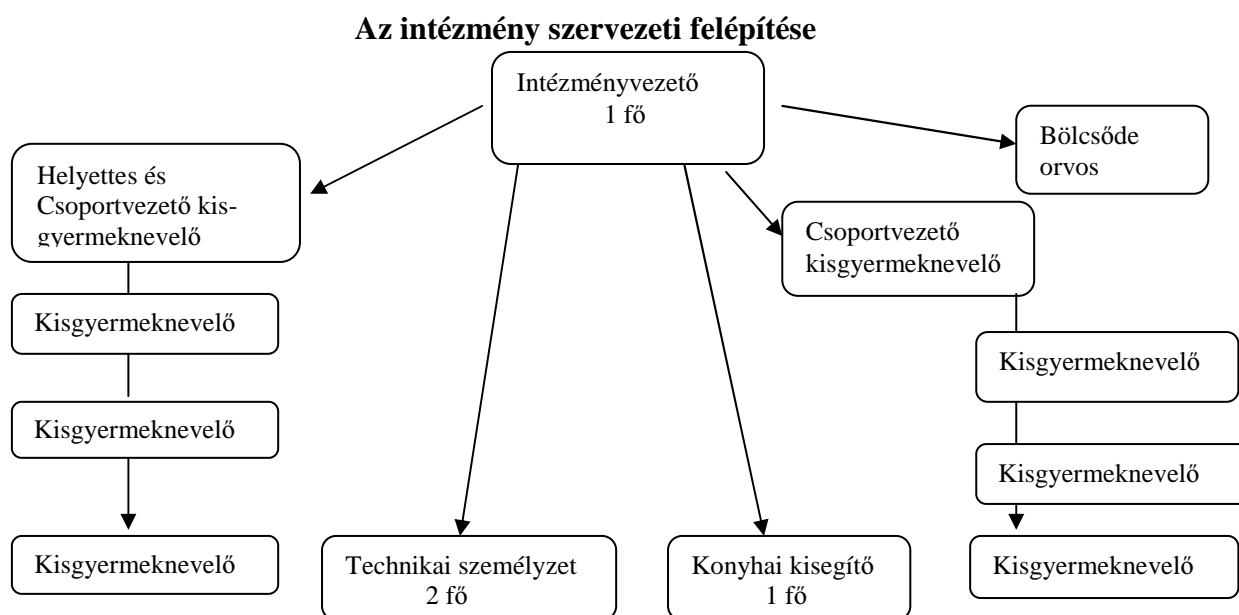 Az intézmény szervezeti felépítése
Intézményvezető
1 fő
Bölcsőde
orvos
Helyettes és
Csoportvezető kis-
gyermeknevelő
Csoportvezető
kisgyermeknevelő
Kisgyermeknevelő
Kisgyermeknevelő
Kisgyermeknevelő
Kisgyermeknevelő
Kisgyermeknevelő
Technikai személyzet
2 fő
Konyhai kisegítő
1 fő
Kisgyermeknevelő